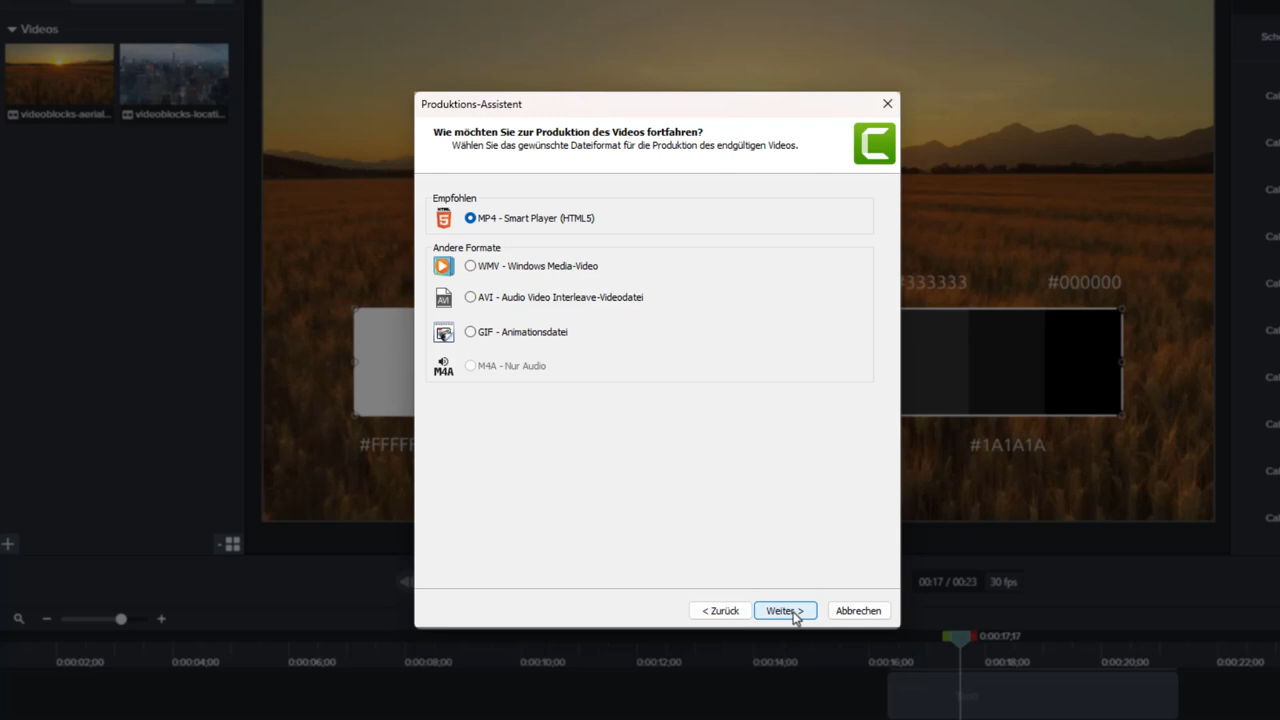 Videos
videoblocks-aerial...
videoblocks-locati...
Produktions-Assistent
Wie möchten Sie zur Produktion des Videos fortfahren?
Wählen Sie das gewünschte Dateiformat für die Produktion des endgültigen Videos.
Empfohlen
HTML
5
MP4 - Smart Player (HTML5)
Andere Formate
WMV - Windows Media-Video
AVI
AVI - Audio Video Interleave-Videodatei
GIF - Animationsdatei
M4A
M4A - Nur Audio
#333333
#000000
#FFFFF
#1A1A1A
< Zurück
Weiter >
Abbrechen
00:17 / 00:23
30 fps
0:00:17;17
0:00:02;00
0:00:04;00
0:00:06;00
0:00:08;00
0:00:10;00
0:00:12;00
0:00:14;00
0:00:16;00
0:00:18;00
0:00:20;00
0:00:22;00